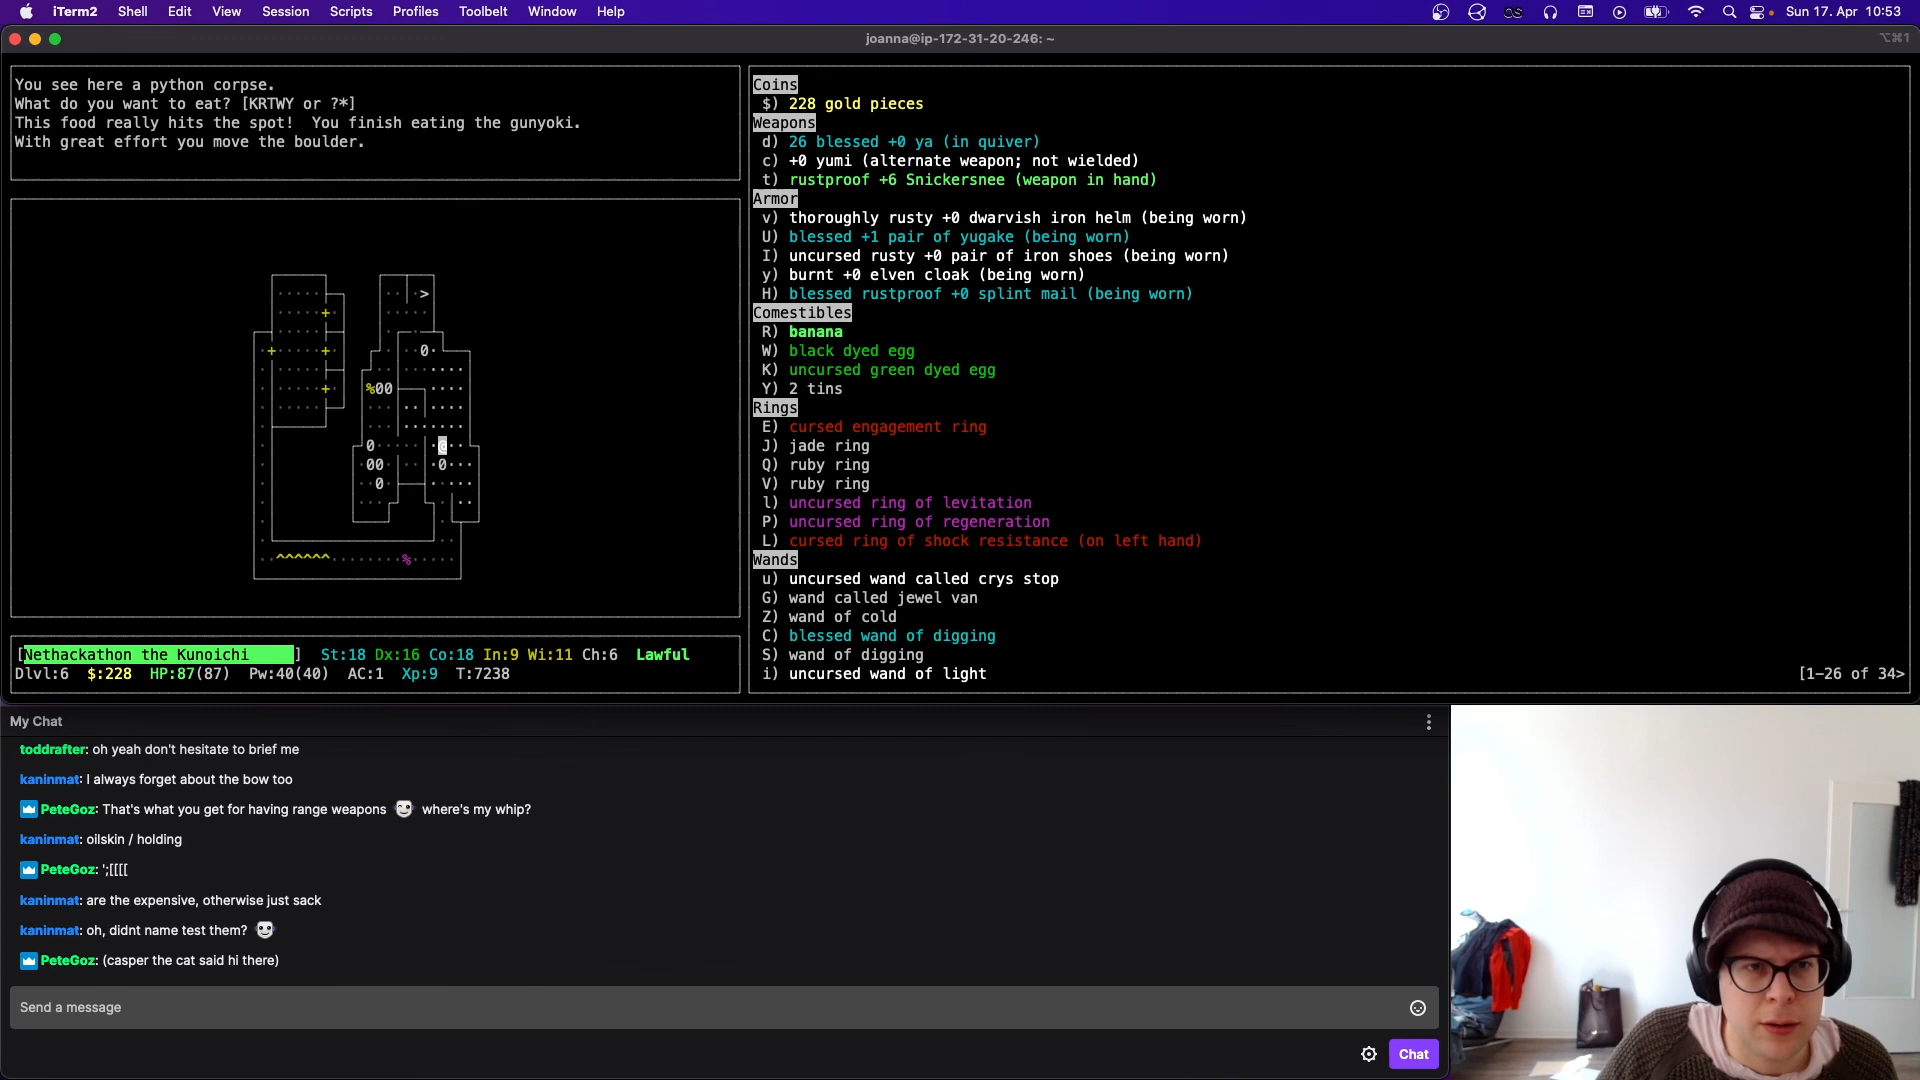 iTerm2 Shell Edit View Session Scripts Profiles Toolbelt Window Help Sun 17. Apr 10:53
joanna@ip-172-31-20-246: ~ ⌥⌘1
You see here a python corpse.
What do you want to eat? [KRTWY or ?*]
This food really hits the spot!  You finish eating the gunyoki.
With great effort you move the boulder.
[Nethackathon the Kunoichi     ]  St:18 Dx:16 Co:18 In:9 Wi:11 Ch:6  Lawful
Dlvl:6  $:228  HP:87(87)  Pw:40(40)  AC:1  Xp:9  T:7238
Coins
$) 228 gold pieces
Weapons
d) 26 blessed +0 ya (in quiver)
c) +0 yumi (alternate weapon; not wielded)
t) rustproof +6 Snickersnee (weapon in hand)
Armor
v) thoroughly rusty +0 dwarvish iron helm (being worn)
U) blessed +1 pair of yugake (being worn)
I) uncursed rusty +0 pair of iron shoes (being worn)
y) burnt +0 elven cloak (being worn)
H) blessed rustproof +0 splint mail (being worn)
Comestibles
R) banana
W) black dyed egg
K) uncursed green dyed egg
Y) 2 tins
Rings
E) cursed engagement ring
J) jade ring
Q) ruby ring
V) ruby ring
l) uncursed ring of levitation
P) uncursed ring of regeneration
L) cursed ring of shock resistance (on left hand)
Wands
u) uncursed wand called crys stop
G) wand called jewel van
Z) wand of cold
C) blessed wand of digging
S) wand of digging
i) uncursed wand of light
[1-26 of 34>
My Chat
toddrafter: oh yeah don't hesitate to brief me
kaninmat: I always forget about the bow too
PeteGoz: That's what you get for having range weapons where's my whip?
kaninmat: oilskin / holding
PeteGoz: ';[[[[
kaninmat: are the expensive, otherwise just sack
kaninmat: oh, didnt name test them?
PeteGoz: (casper the cat said hi there)
Send a message
Chat